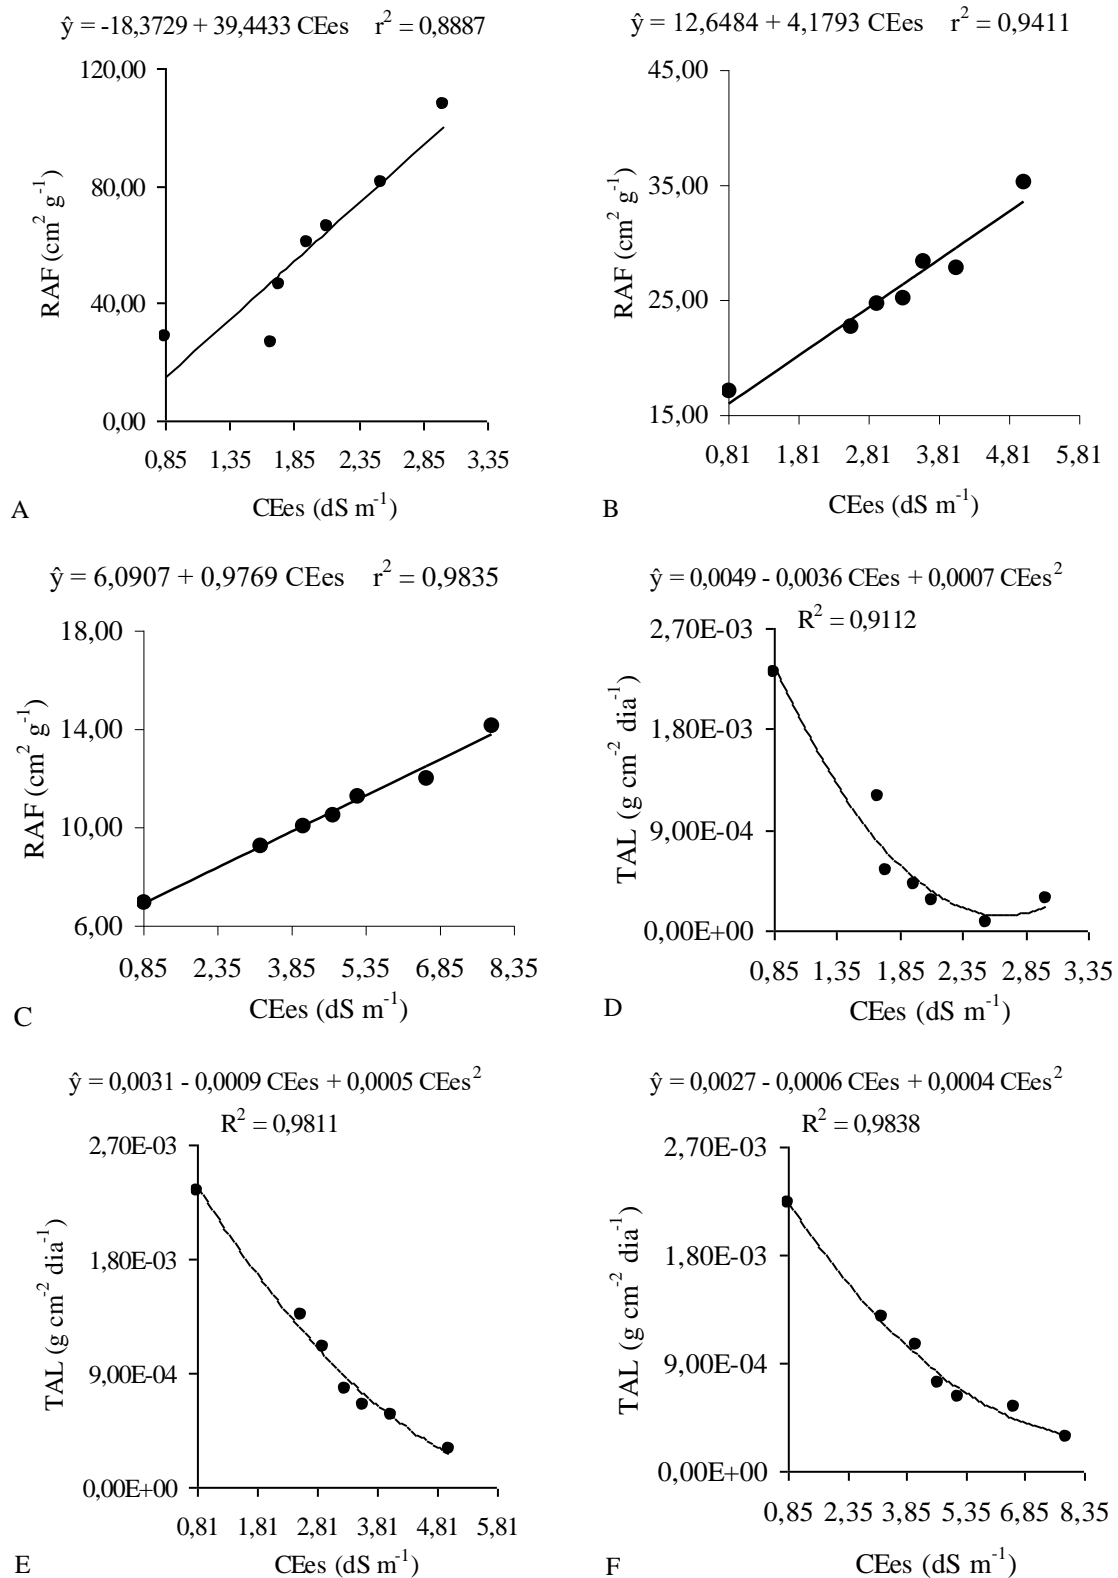 ŷ = -18,3729 + 39,4433 CEes r² = 0,8887
120,00
80,00
40,00
0,00
RAF (cm² g⁻¹)
0,85 1,35 1,85 2,35 2,85 3,35
CEes (dS m⁻¹)
A
ŷ = 12,6484 + 4,1793 CEes r² = 0,9411
45,00
35,00
25,00
15,00
RAF (cm² g⁻¹)
0,81 1,81 2,81 3,81 4,81 5,81
CEes (dS m⁻¹)
B
ŷ = 6,0907 + 0,9769 CEes r² = 0,9835
18,00
14,00
10,00
6,00
RAF (cm² g⁻¹)
0,85 2,35 3,85 5,35 6,85 8,35
CEes (dS m⁻¹)
C
ŷ = 0,0049 - 0,0036 CEes + 0,0007 CEes²
R² = 0,9112
2,70E-03
1,80E-03
9,00E-04
0,00E+00
TAL (g cm⁻² dia⁻¹)
0,85 1,35 1,85 2,35 2,85 3,35
CEes (dS m⁻¹)
D
ŷ = 0,0031 - 0,0009 CEes + 0,0005 CEes²
R² = 0,9811
2,70E-03
1,80E-03
9,00E-04
0,00E+00
TAL (g cm⁻² dia⁻¹)
0,81 1,81 2,81 3,81 4,81 5,81
CEes (dS m⁻¹)
E
ŷ = 0,0027 - 0,0006 CEes + 0,0004 CEes²
R² = 0,9838
2,70E-03
1,80E-03
9,00E-04
0,00E+00
TAL (g cm⁻² dia⁻¹)
0,85 2,35 3,85 5,35 6,85 8,35
CEes (dS m⁻¹)
F